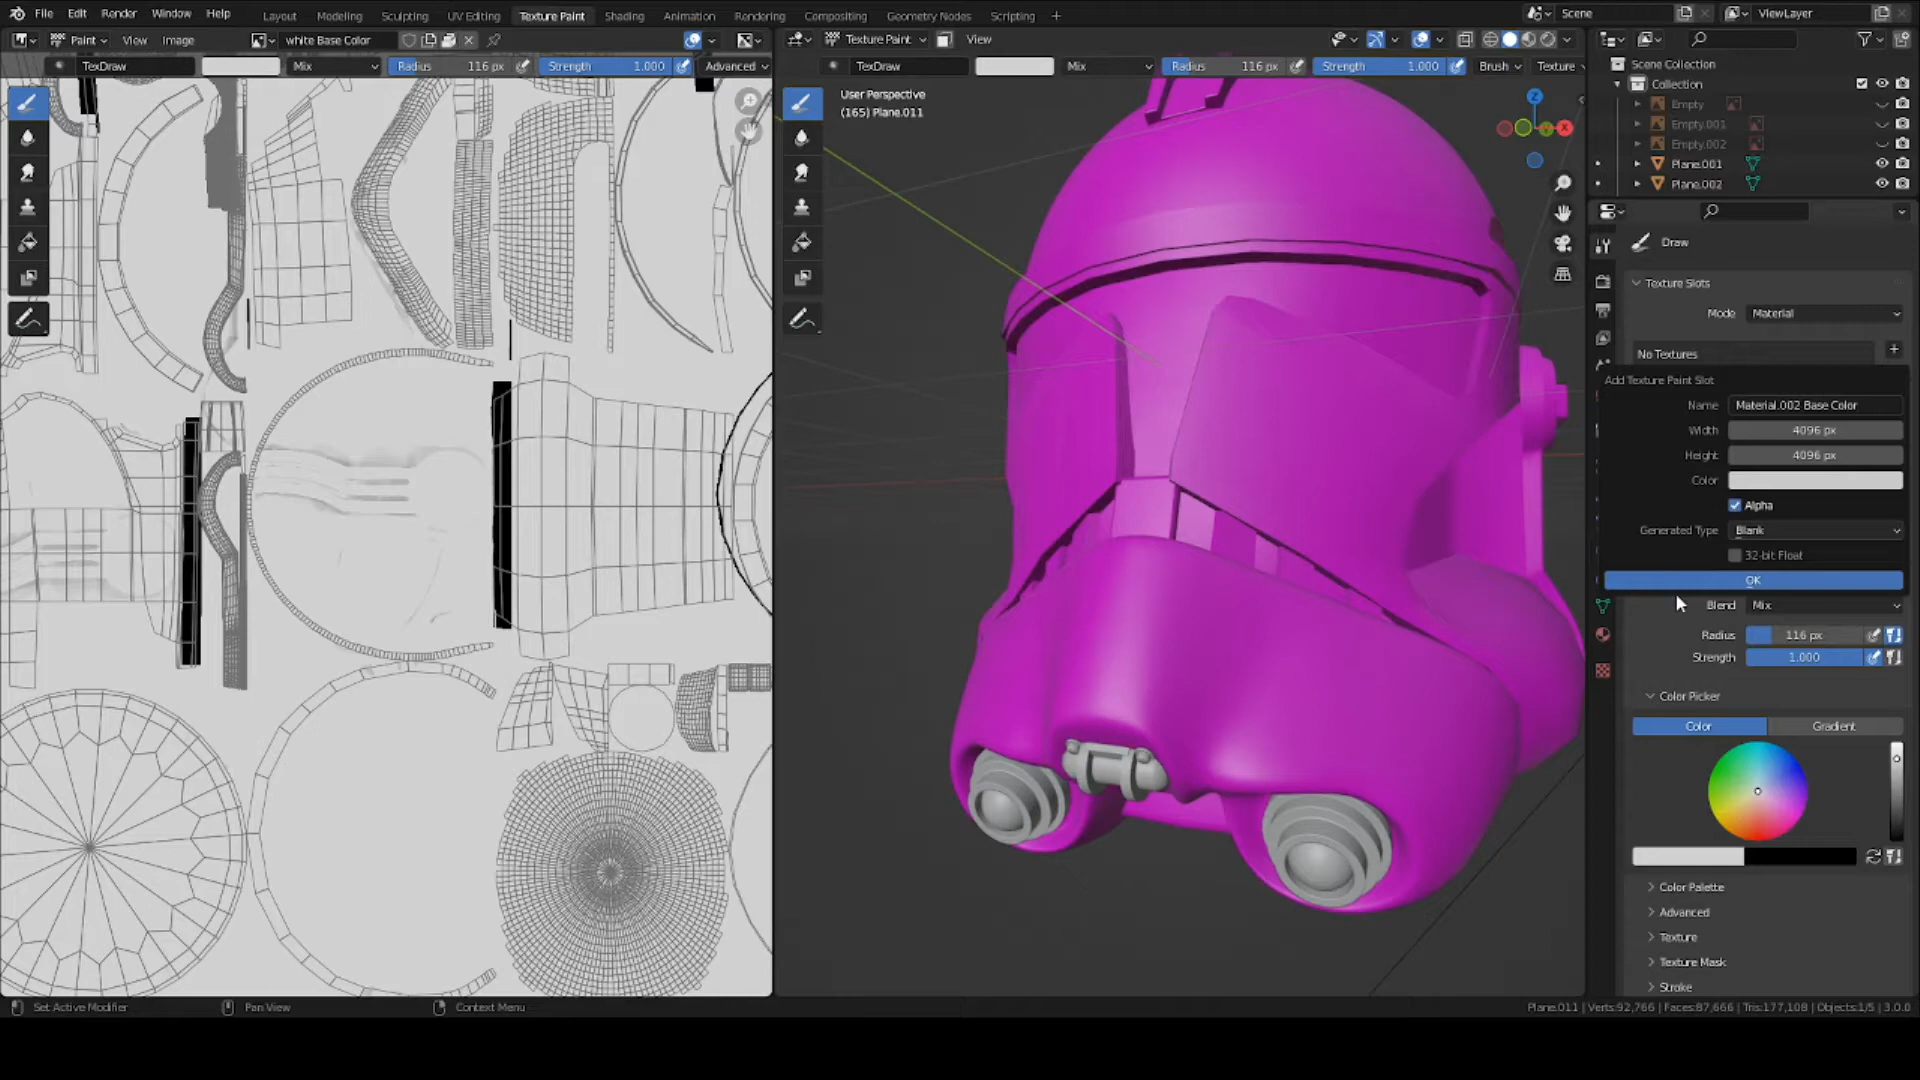 File Edit Render Window Help
Layout Modeling Sculpting UV Editing Texture Paint Shading Animation Rendering Compositing Geometry Nodes Scripting +
Scene
ViewLayer
Paint View Image white Base Color
Texture Paint View
TexDraw Mix Radius 116 px Strength 1.000 Advanced
TexDraw Mix Radius 116 px Strength 1.000 Brush Texture
Scene Collection
Collection
Empty
Empty.001
Empty.002
Plane.001
Plane.002
User Perspective
(165) Plane.011
Z
X
Draw
Texture Slots
Mode Material
No Textures
Add Texture Paint Slot
Name Material.002 Base Color
Width 4096 px
Height 4096 px
Color
Alpha
Generated Type Blank
32-bit Float
OK
Blend Mix
Radius 116 px
Strength 1.000
Color Picker
Color Gradient
Color Palette
Advanced
Texture
Texture Mask
Stroke
Set Active Modifier Pan View Context Menu
Plane.011 | Verts:92,766 | Faces:87,666 | Tris:177,108 | Objects:1/5 | 3.0.0